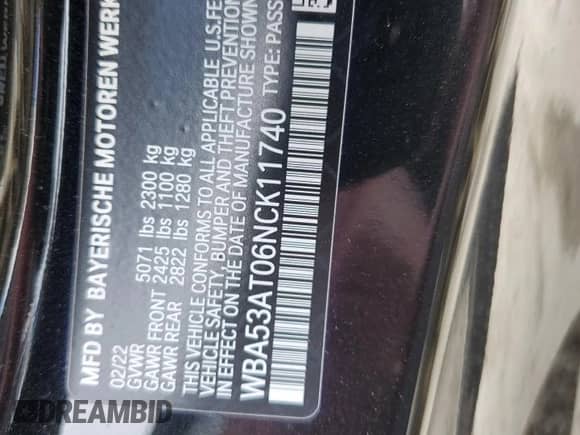 MFD BY BAYERISCHE MOTOREN WERK
02/22
GVWR 5071 lbs 2300 kg
GAWR FRONT 2425 lbs 1100 kg
GAWR REAR 2822 lbs 1280 kg
THIS VEHICLE CONFORMS TO ALL APPLICABLE U.S.FE
VEHICLE SAFETY, BUMPER AND THEFT PREVENTION
IN EFFECT ON THE DATE OF MANUFACTURE SHOWN
WBA53AT06NCK11740 TYPE: PASS
DREAMBID